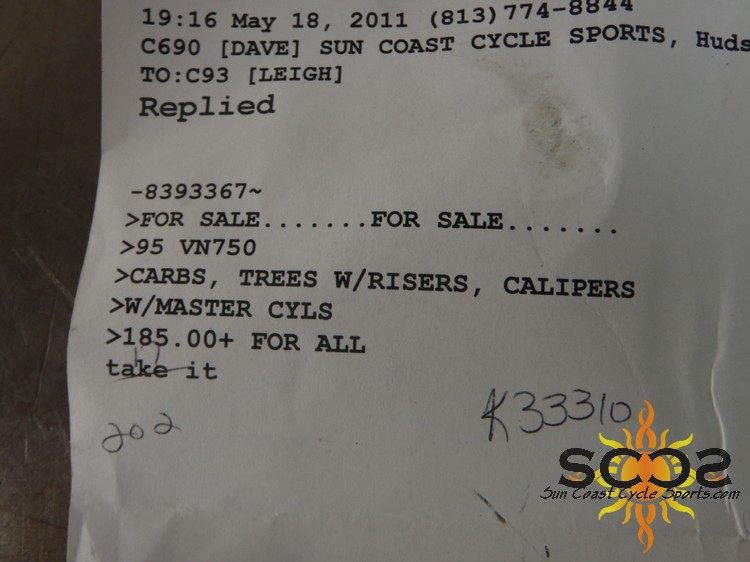 19:16 May 18, 2011 (813)774-8844
C690 [DAVE] SUN COAST CYCLE SPORTS, Huds
TO:C93 [LEIGH]
Replied
-8393367~
>FOR SALE.......FOR SALE.......
>95 VN750
>CARBS, TREES W/RISERS, CALIPERS
>W/MASTER CYLS
>185.00+ FOR ALL
take it
202
K33310
SCCS
Sun Coast Cycle Sports.com